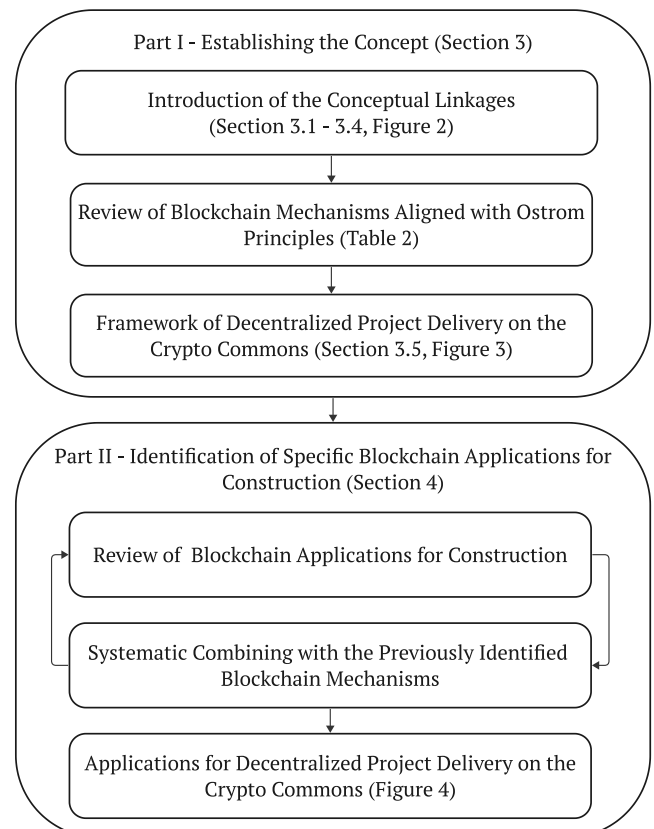 Part I - Establishing the Concept (Section 3)
Introduction of the Conceptual Linkages
(Section 3.1 - 3.4, Figure 2)
Review of Blockchain Mechanisms Aligned with Ostrom
Principles (Table 2)
Framework of Decentralized Project Delivery on the
Crypto Commons (Section 3.5, Figure 3)
Part II - Identification of Specific Blockchain Applications for
Construction (Section 4)
Review of Blockchain Applications for Construction
Systematic Combining with the Previously Identified
Blockchain Mechanisms
Applications for Decentralized Project Delivery on the
Crypto Commons (Figure 4)